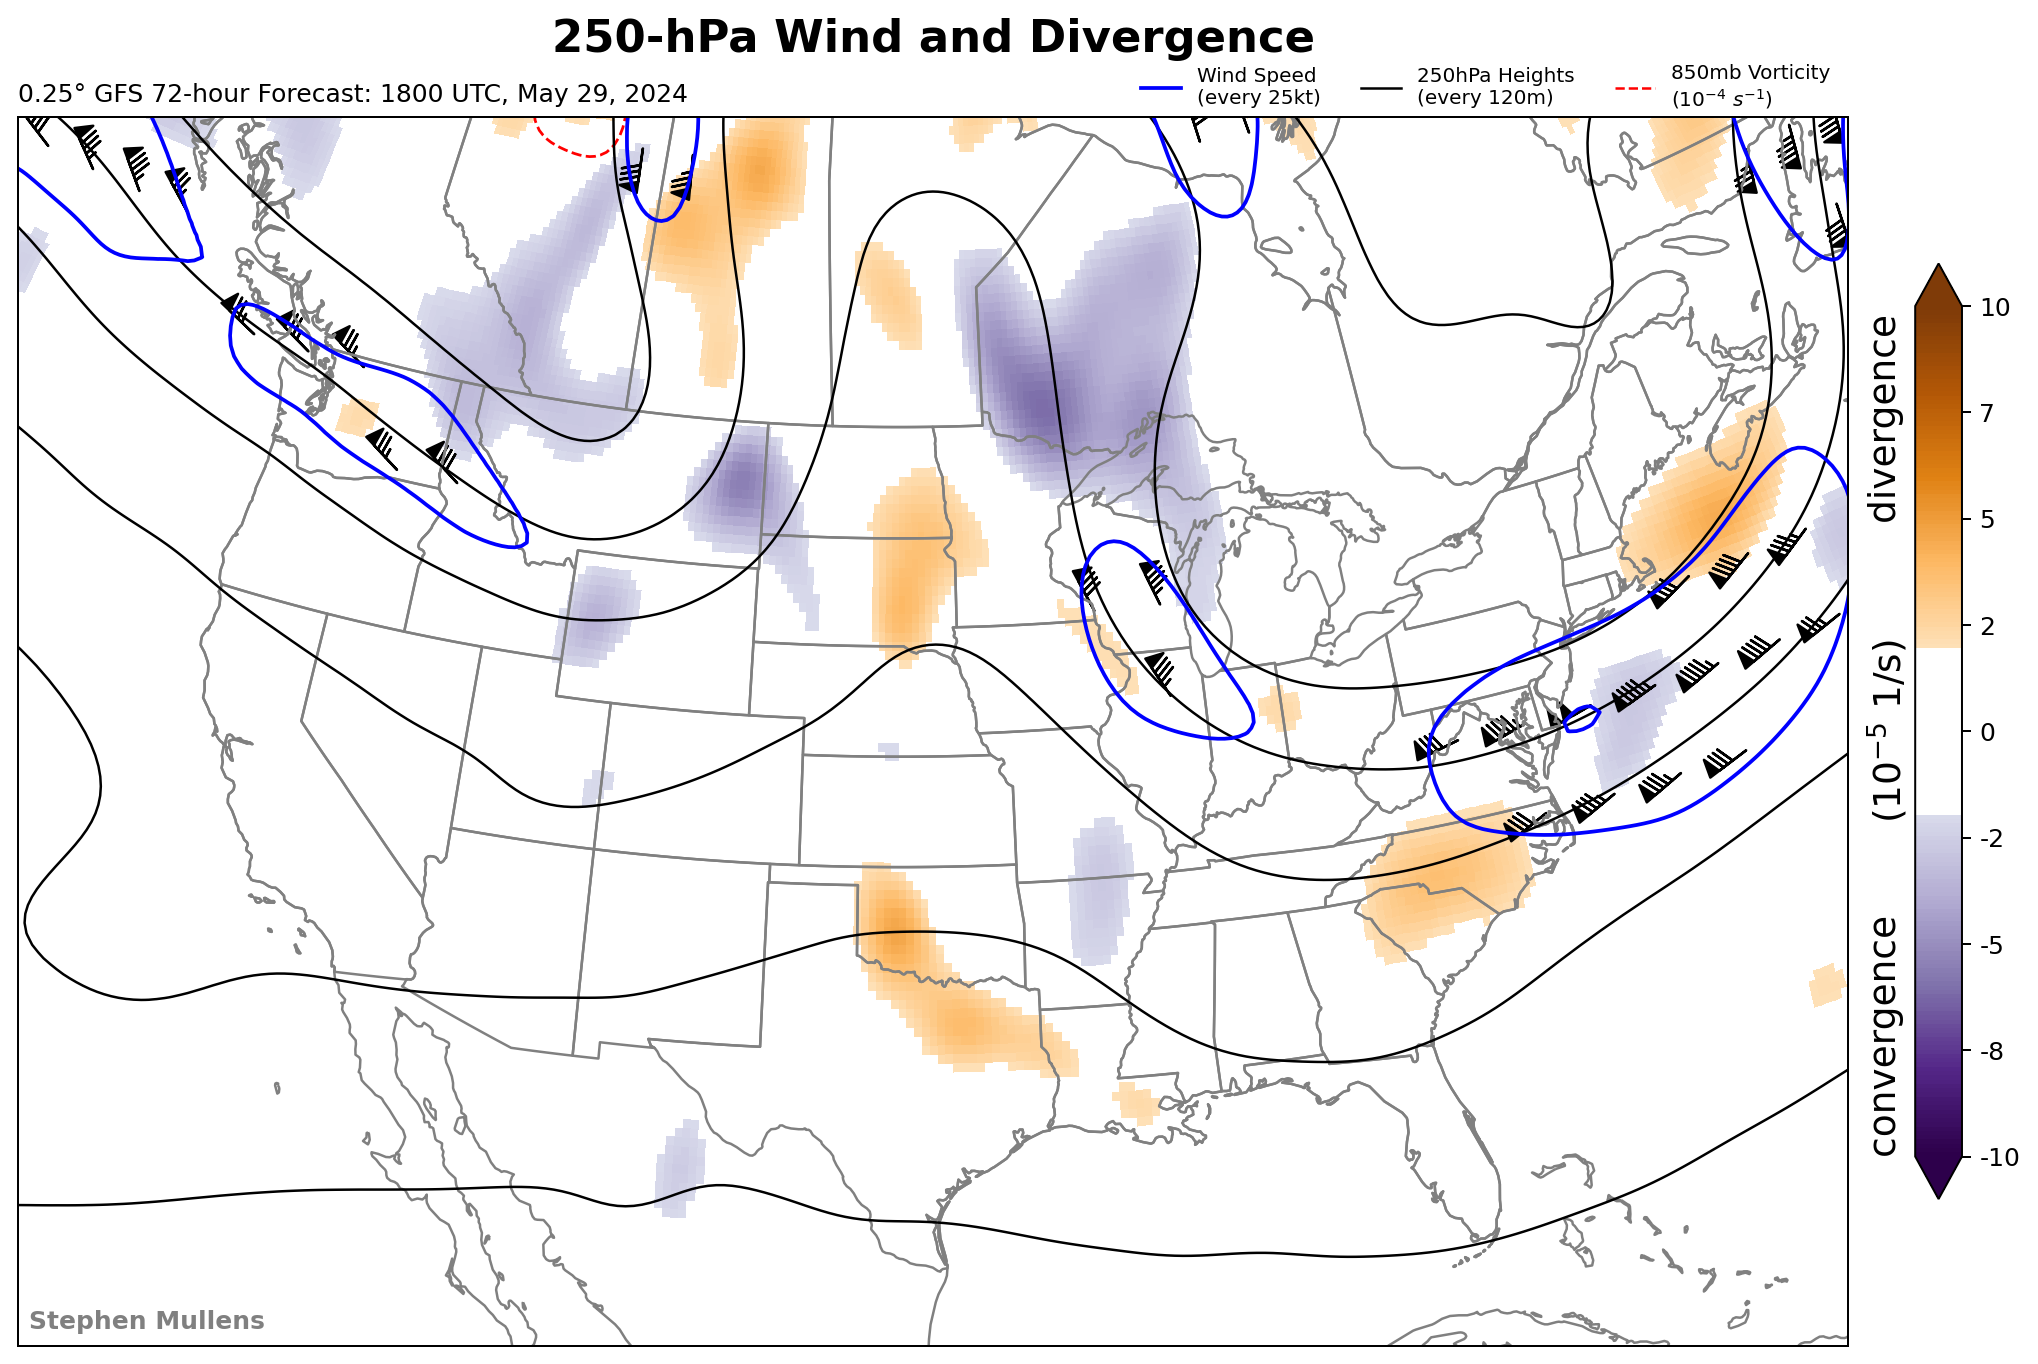 250-hPa Wind and Divergence
0.25° GFS 72-hour Forecast: 1800 UTC, May 29, 2024
Wind Speed
(every 25kt)
250hPa Heights
(every 120m)
850mb Vorticity
(10⁻⁴ s⁻¹)
10
7
5
2
0
-2
-5
-8
-10
convergence (10⁻⁵ 1/s) divergence
Stephen Mullens